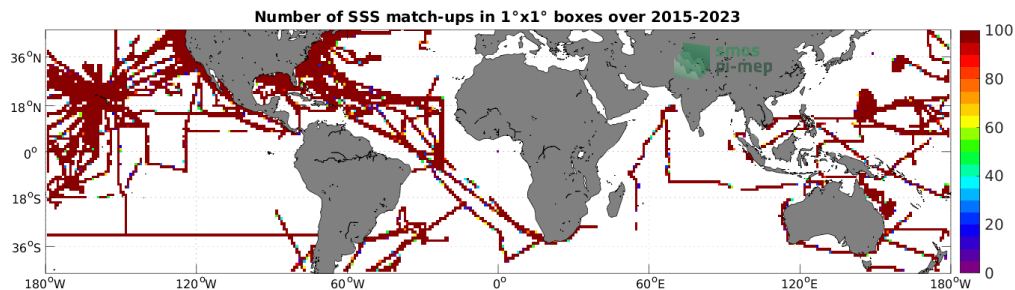 Number of SSS match-ups in 1°x1° boxes over 2015-2023
smos
pi-mep
36°N
18°N
0°
18°S
36°S
180°W 120°W 60°W 0° 60°E 120°E 180°W
100
80
60
40
20
0